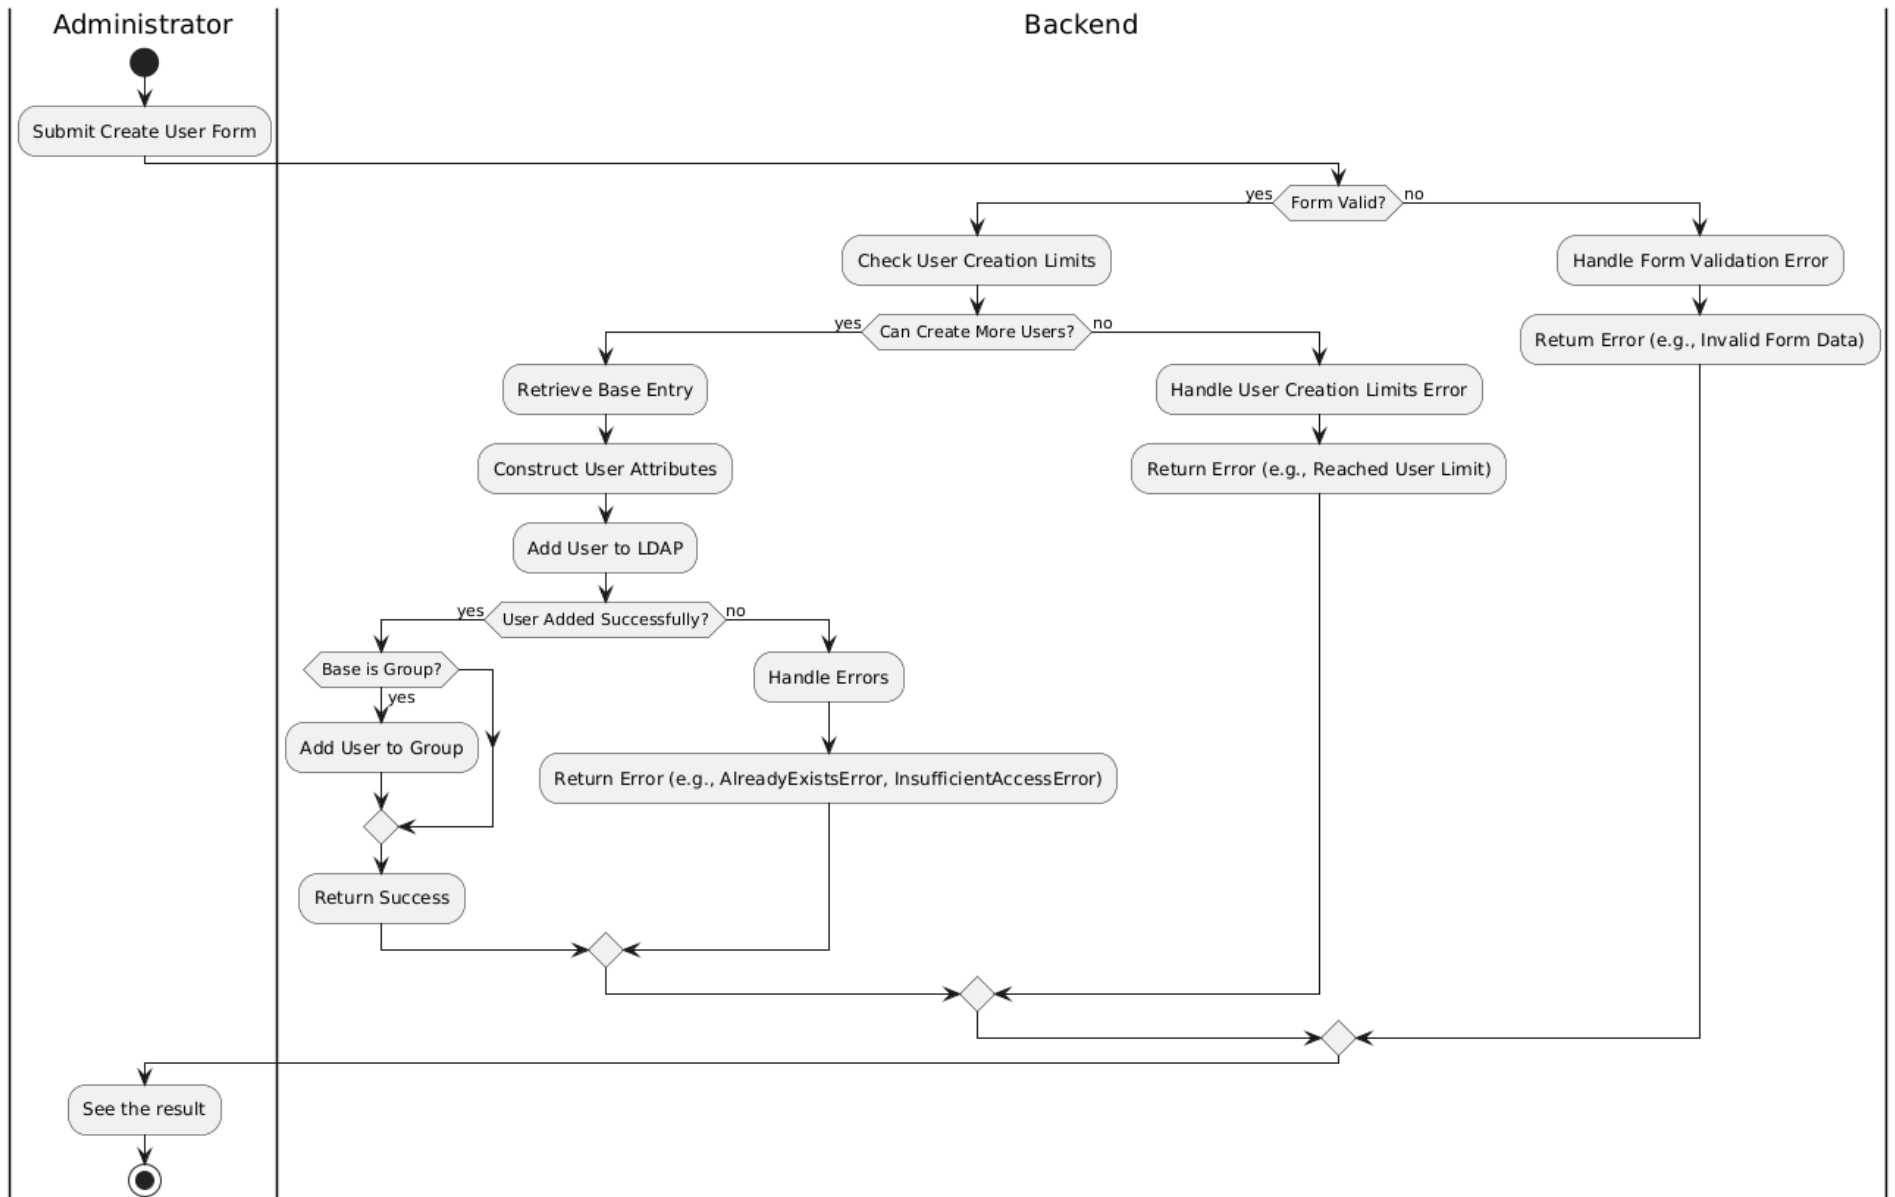 Administrator
Backend
Submit Create User Form
yes
Form Valid?
no
Check User Creation Limits
Handle Form Validation Error
yes
Can Create More Users?
no
Return Error (e.g., Invalid Form Data)
Retrieve Base Entry
Handle User Creation Limits Error
Construct User Attributes
Return Error (e.g., Reached User Limit)
Add User to LDAP
yes
User Added Successfully?
no
Base is Group?
Handle Errors
yes
Add User to Group
Return Error (e.g., AlreadyExistsError, InsufficientAccessError)
Return Success
See the result